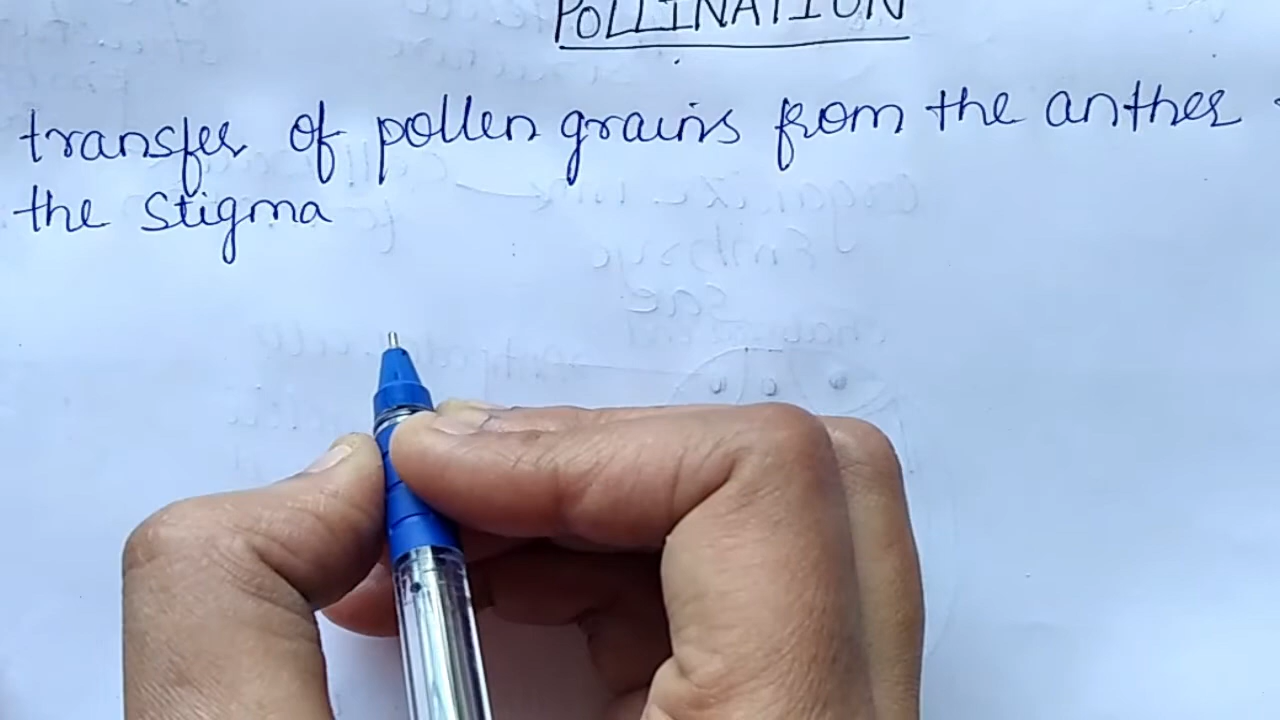 POLLINATION
transfer of pollen grains from the anther
the stigma